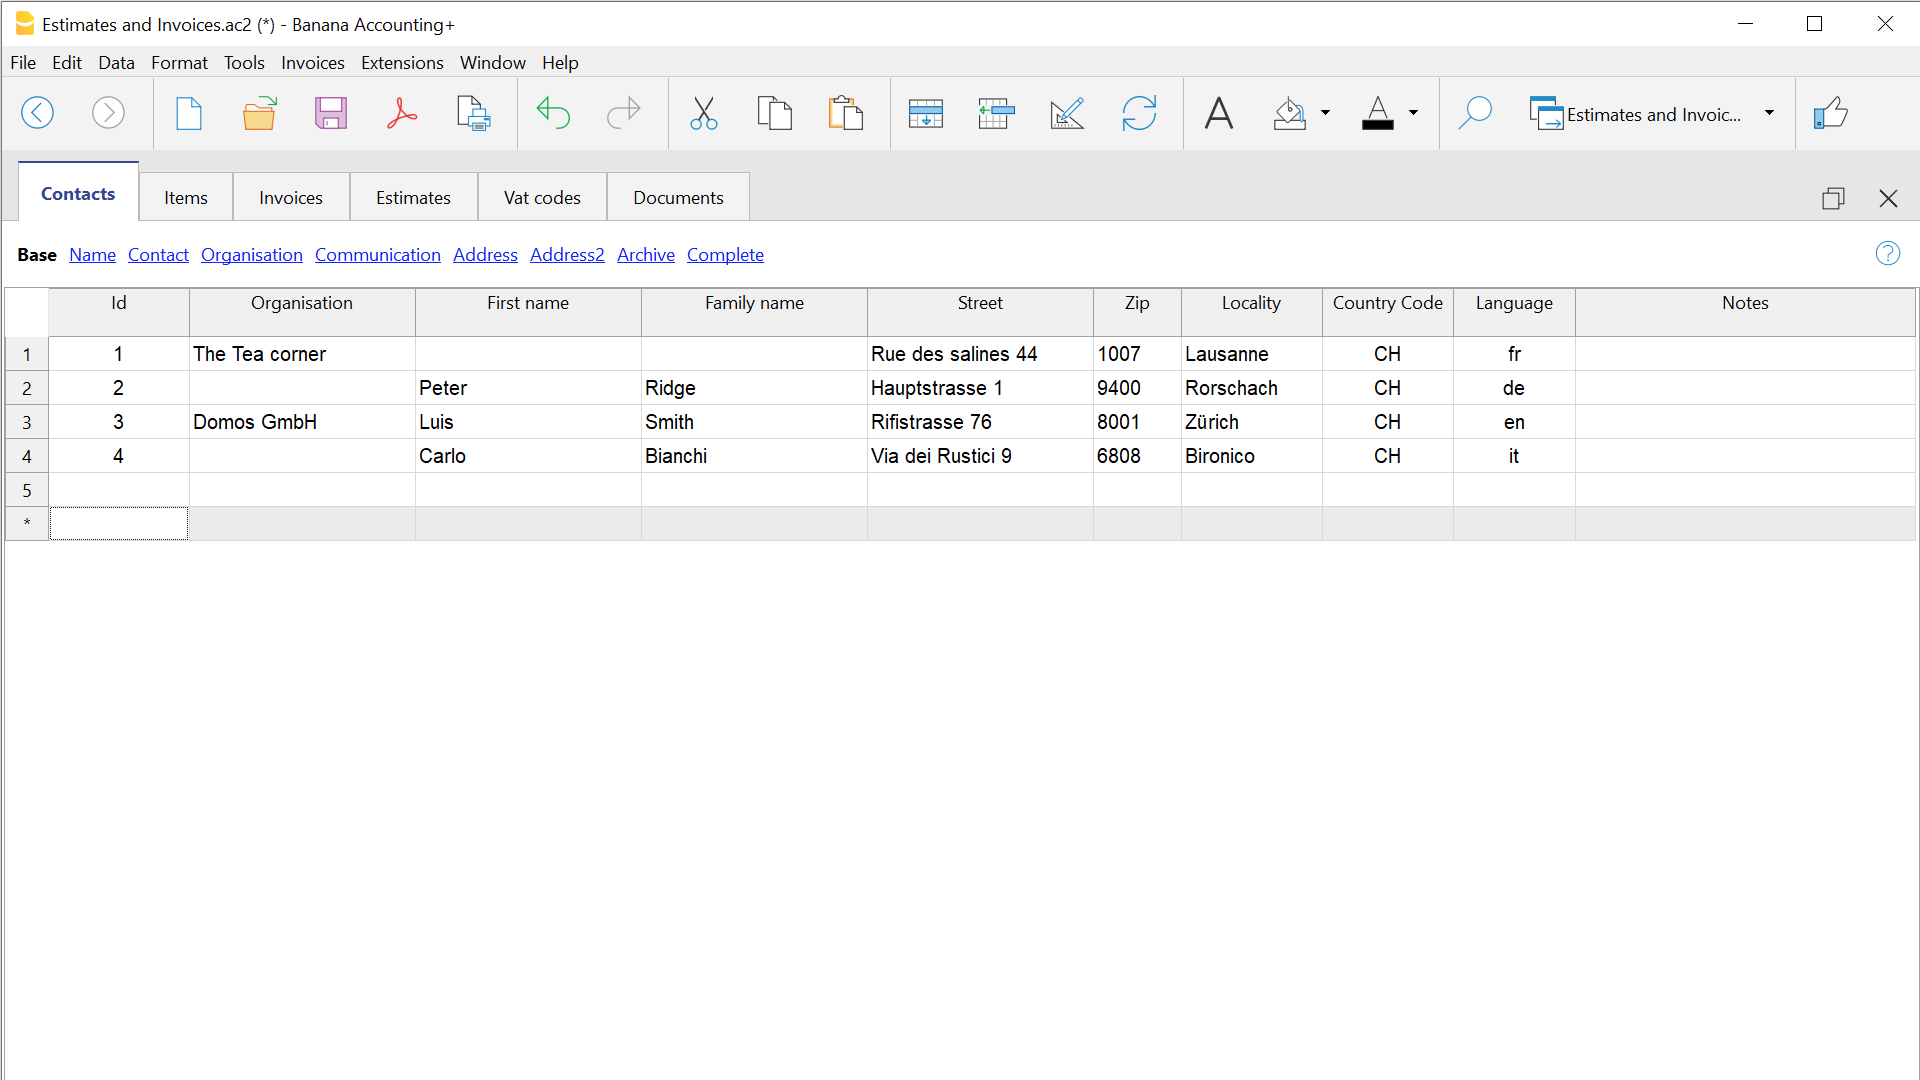 Estimates and Invoices.ac2 (*) - Banana Accounting+
File Edit Data Format Tools Invoices Extensions Window Help
Estimates and Invoic...
Contacts Items Invoices Estimates Vat codes Documents
Base Name Contact Organisation Communication Address Address2 Archive Complete
Id Organisation First name Family name Street Zip Locality Country Code Language Notes
1 1 The Tea corner Rue des salines 44 1007 Lausanne CH fr
2 2 Peter Ridge Hauptstrasse 1 9400 Rorschach CH de
3 3 Domos GmbH Luis Smith Rifistrasse 76 8001 Zürich CH en
4 4 Carlo Bianchi Via dei Rustici 9 6808 Bironico CH it
5
*